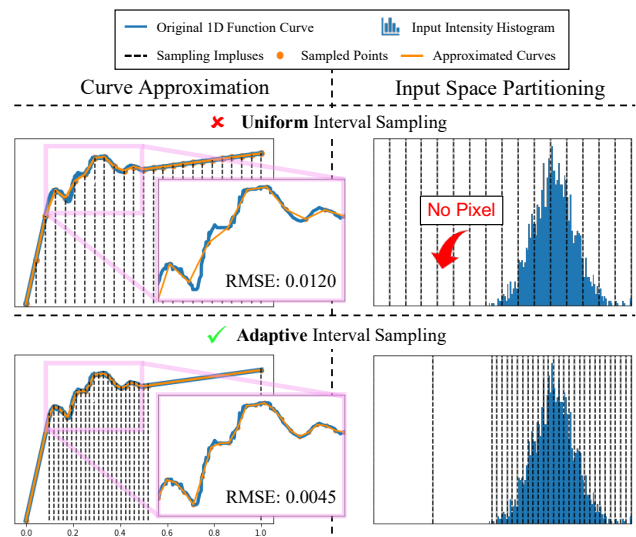 Original 1D Function Curve
Input Intensity Histogram
Sampling Impluses
Sampled Points
Approximated Curves
Curve Approximation
Input Space Partitioning
✘ Uniform Interval Sampling
RMSE: 0.0120
No Pixel
✓ Adaptive Interval Sampling
RMSE: 0.0045
0.0 0.2 0.4 0.6 0.8 1.0